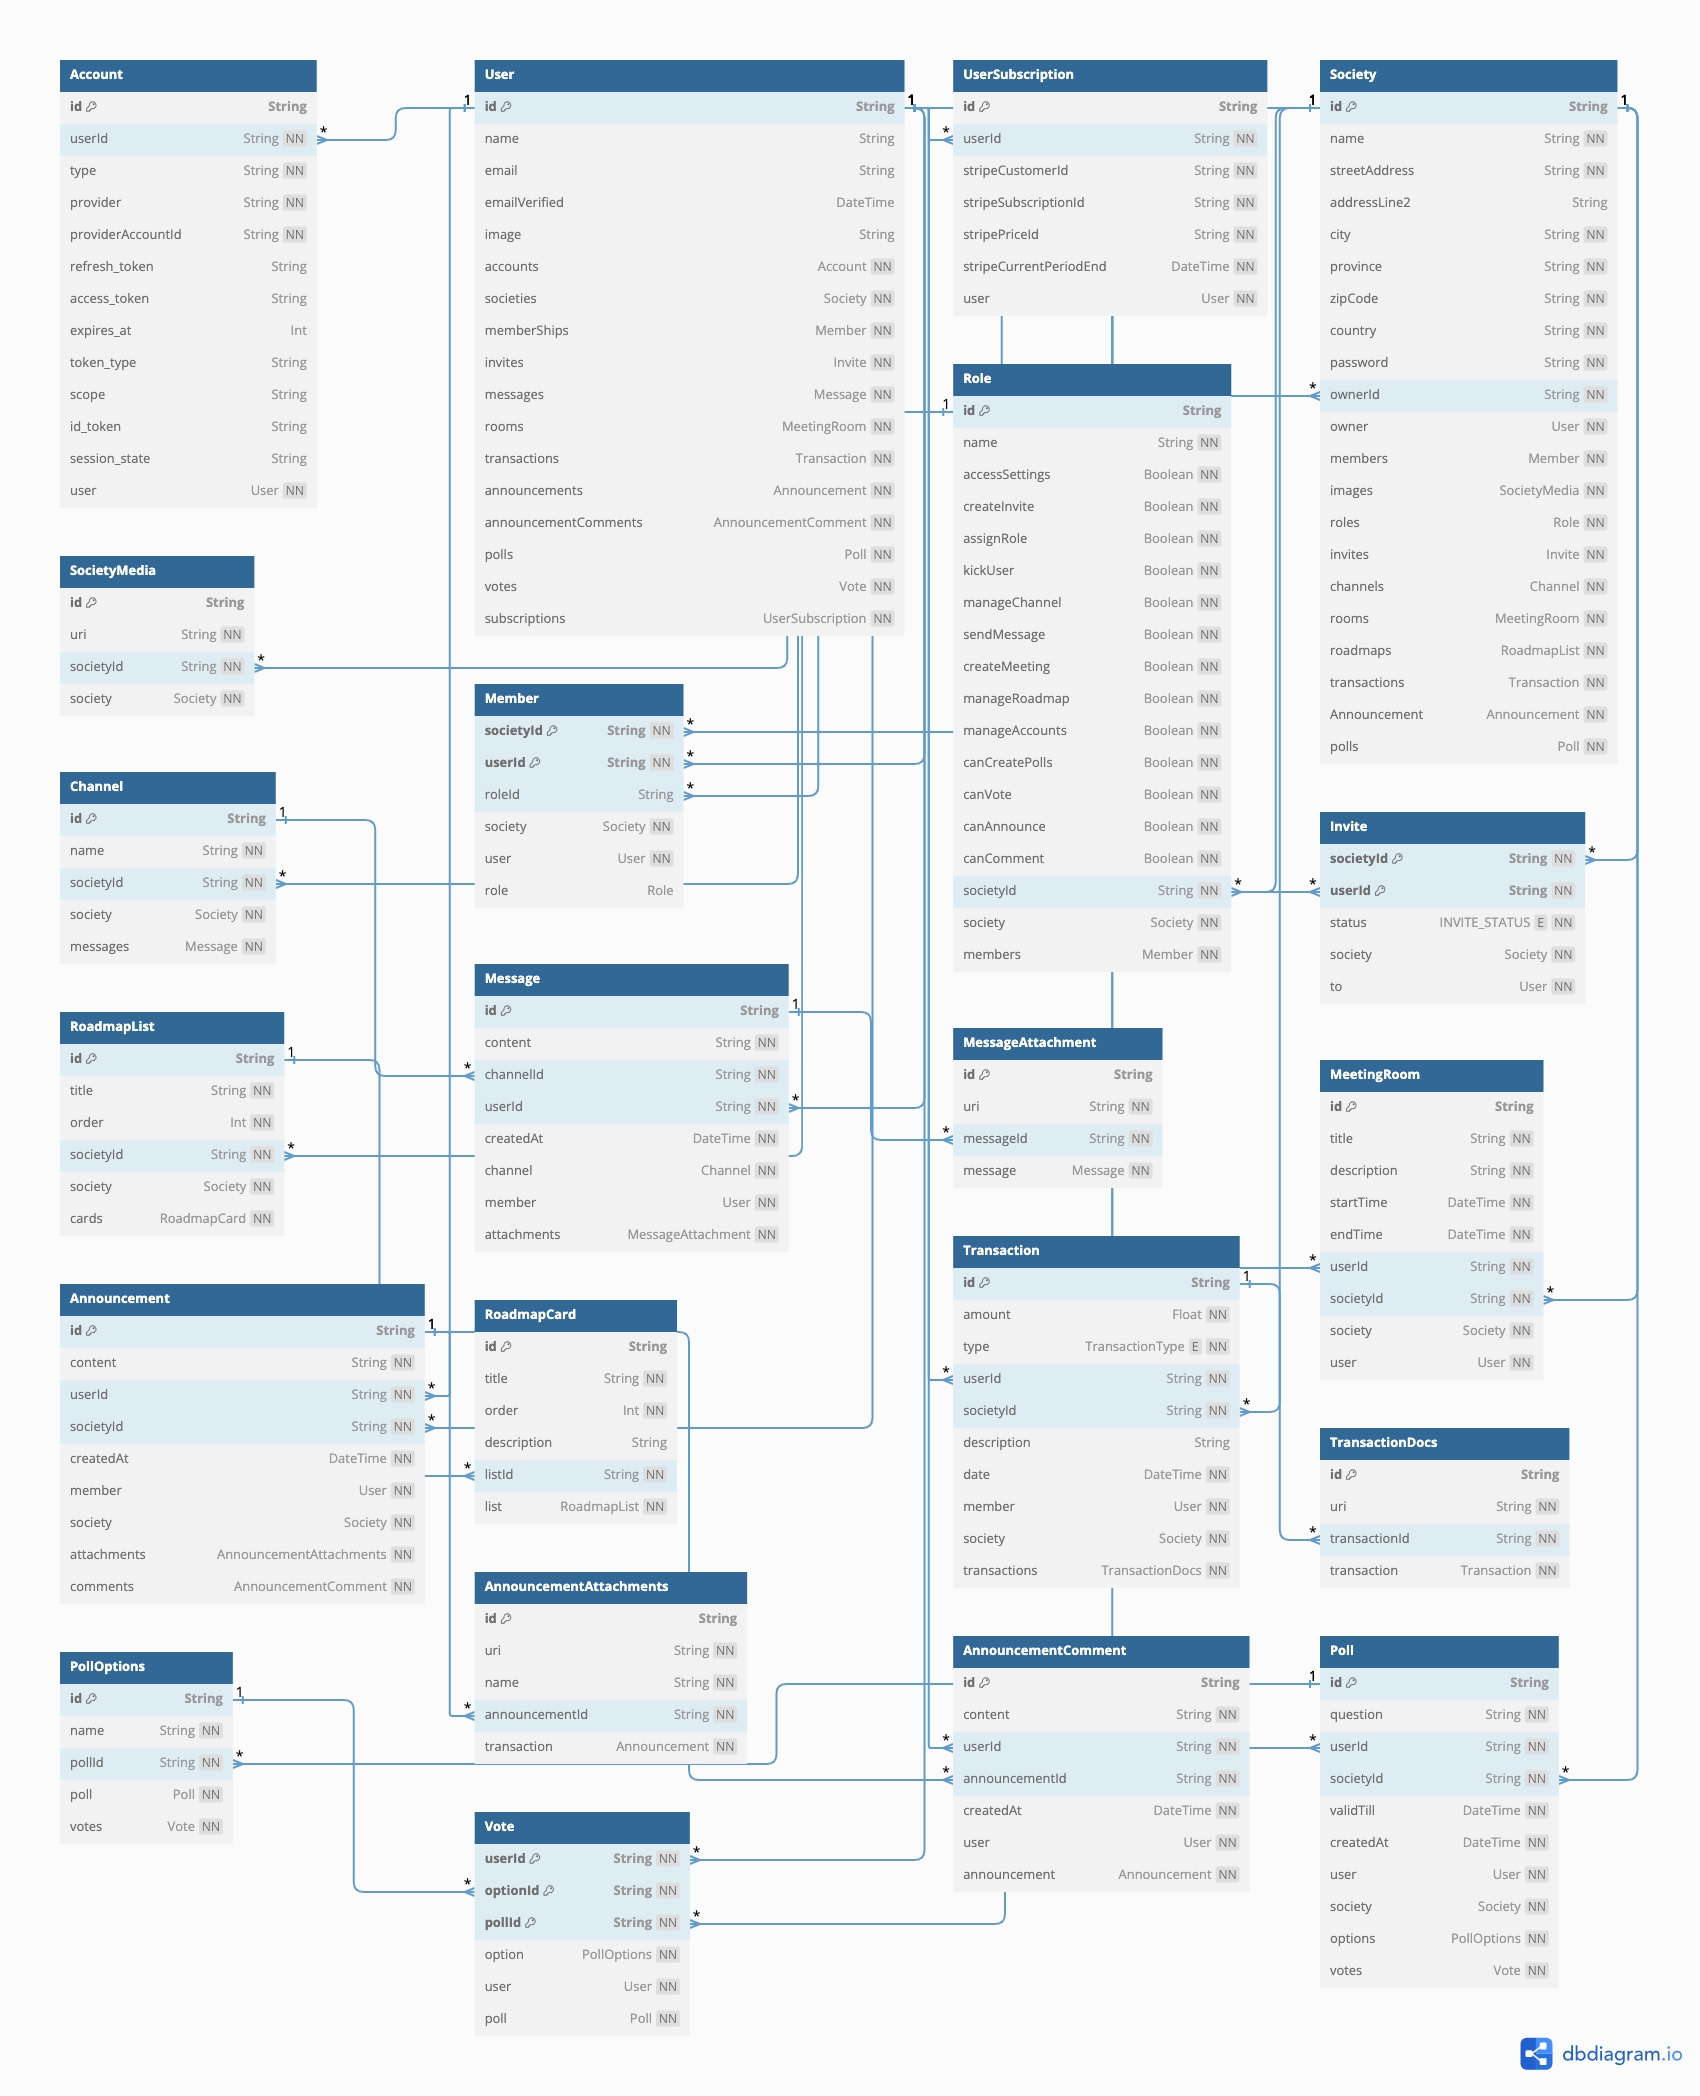 Account
id String
userId String NN
type String NN
provider String NN
providerAccountId String NN
refresh_token String
access_token String
expires_at Int
token_type String
scope String
id_token String
session_state String
user User NN
User
id String
name String
email String
emailVerified DateTime
image String
accounts Account NN
societies Society NN
memberShips Member NN
invites Invite NN
messages Message NN
rooms MeetingRoom NN
transactions Transaction NN
announcements Announcement NN
announcementComments AnnouncementComment NN
polls Poll NN
votes Vote NN
subscriptions UserSubscription NN
UserSubscription
id String
userId String NN
stripeCustomerId String NN
stripeSubscriptionId String NN
stripePriceId String NN
stripeCurrentPeriodEnd DateTime NN
user User NN
Society
id String
name String NN
streetAddress String NN
addressLine2 String
city String NN
province String NN
zipCode String NN
country String NN
password String NN
ownerId String NN
owner User NN
members Member NN
images SocietyMedia NN
roles Role NN
invites Invite NN
channels Channel NN
rooms MeetingRoom NN
roadmaps RoadmapList NN
transactions Transaction NN
Announcement Announcement NN
polls Poll NN
Role
id String
name String NN
accessSettings Boolean NN
createInvite Boolean NN
assignRole Boolean NN
kickUser Boolean NN
manageChannel Boolean NN
sendMessage Boolean NN
createMeeting Boolean NN
manageRoadmap Boolean NN
manageAccounts Boolean NN
canCreatePolls Boolean NN
canVote Boolean NN
canAnnounce Boolean NN
canComment Boolean NN
societyId String NN
society Society NN
members Member NN
SocietyMedia
id String
uri String NN
societyId String NN
society Society NN
Member
societyId String NN
userId String NN
roleId String
society Society NN
user User NN
role Role
Channel
id String
name String NN
societyId String NN
society Society NN
messages Message NN
Invite
societyId String NN
userId String NN
status INVITE_STATUS E NN
society Society NN
to User NN
Message
id String
content String NN
channelId String NN
userId String NN
createdAt DateTime NN
channel Channel NN
member User NN
attachments MessageAttachment NN
RoadmapList
id String
title String NN
order Int NN
societyId String NN
society Society NN
cards RoadmapCard NN
MessageAttachment
id String
uri String NN
messageId String NN
message Message NN
MeetingRoom
id String
title String NN
description String NN
startTime DateTime NN
endTime DateTime NN
userId String NN
societyId String NN
society Society NN
user User NN
Transaction
id String
amount Float NN
type TransactionType E NN
userId String NN
societyId String NN
description String
date DateTime NN
member User NN
society Society NN
transactions TransactionDocs NN
Announcement
id String
content String NN
userId String NN
societyId String NN
createdAt DateTime NN
member User NN
society Society NN
attachments AnnouncementAttachments NN
comments AnnouncementComment NN
RoadmapCard
id String
title String NN
order Int NN
description String
listId String NN
list RoadmapList NN
TransactionDocs
id String
uri String NN
transactionId String NN
transaction Transaction NN
AnnouncementAttachments
id String
uri String NN
name String NN
announcementId String NN
transaction Announcement NN
PollOptions
id String
name String NN
pollId String NN
poll Poll NN
votes Vote NN
AnnouncementComment
id String
content String NN
userId String NN
announcementId String NN
createdAt DateTime NN
user User NN
announcement Announcement NN
Poll
id String
question String NN
userId String NN
societyId String NN
validTill DateTime NN
createdAt DateTime NN
user User NN
society Society NN
options PollOptions NN
votes Vote NN
Vote
userId String NN
optionId String NN
pollId String NN
option PollOptions NN
user User NN
poll Poll NN
dbdiagram.io